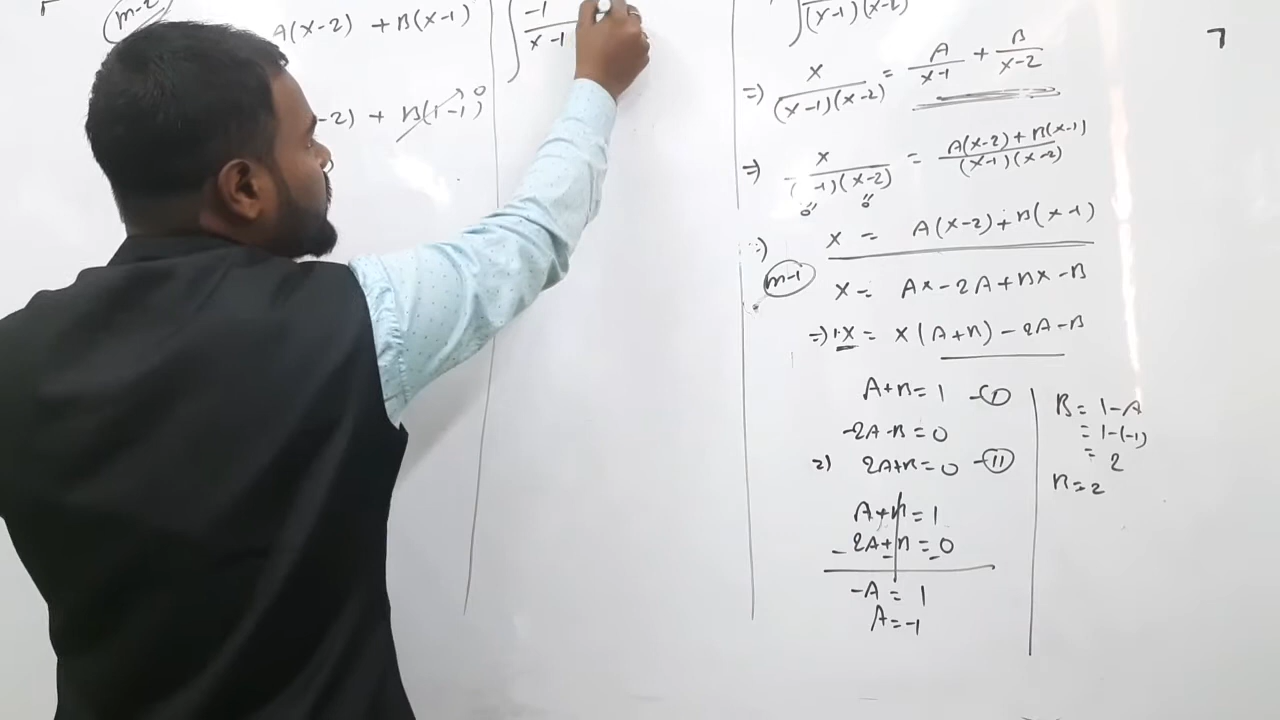 m-2
A(x-2) + B(x-1)
-2) + B(1-1) 0
∫ -1/(x-1)
∫ /(x-1)(x-2)
7
=) x/((x-1)(x-2)) = A/(x-1) + B/(x-2)
=) x/( -1)(x-2) = (A(x-2)+B(x-1))/((x-1)(x-2))
x = A(x-2)+B(x-1)
m-1
x = Ax-2A+Bx-B
=) 1.x = x(A+B)-2A-B
A+B=1 -(I)
-2A-B=0
2) 2A+B=0 -(II)
A+B=1
- 2A+B=0
-A = 1
A=-1
B = 1-A
= 1-(-1)
= 2
B=2